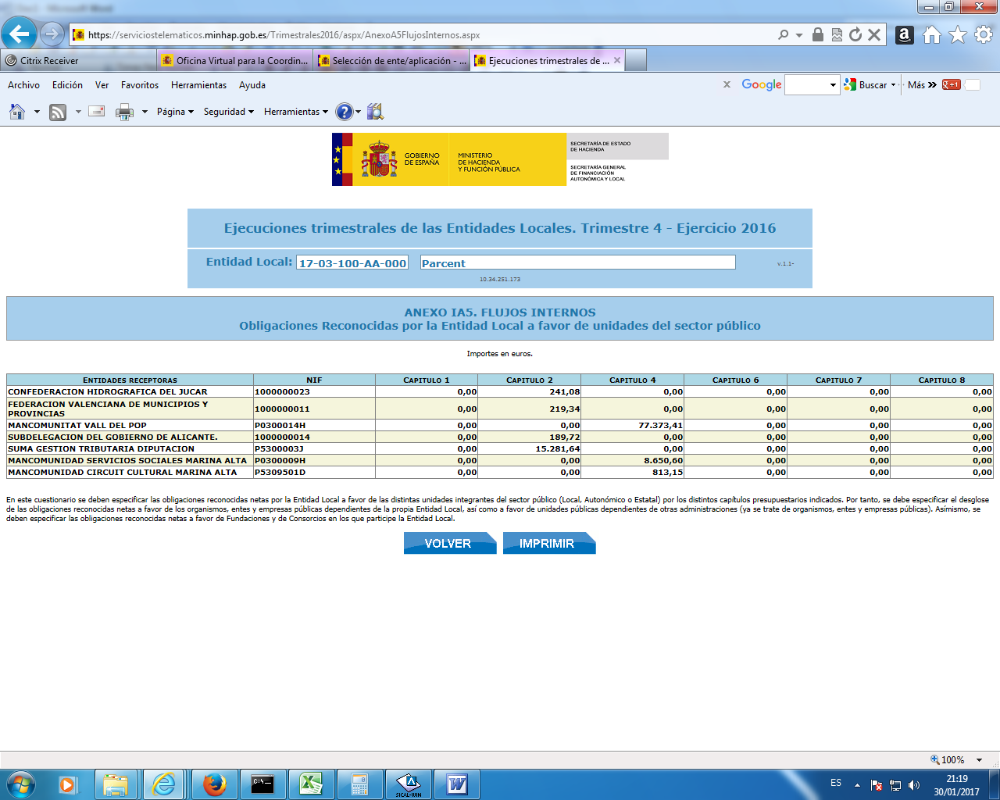 https://serviciostelematicos.minhap.gob.es/Trimestrales2016/aspx/AnexoA5FlujosInternos.aspx
Citrix Receiver
Oficina Virtual para la Coordin...
Selección de ente/aplicación - ...
Ejecuciones trimestrales de ...
Archivo Edición Ver Favoritos Herramientas Ayuda
x Google Buscar Más »
g+1
Página Seguridad Herramientas
GOBIERNO DE ESPAÑA
MINISTERIO DE HACIENDA Y FUNCIÓN PÚBLICA
SECRETARÍA DE ESTADO DE HACIENDA
SECRETARÍA GENERAL DE FINANCIACIÓN AUTONÓMICA Y LOCAL
Ejecuciones trimestrales de las Entidades Locales. Trimestre 4 - Ejercicio 2016
Entidad Local: 17-03-100-AA-000 Parcent v.1.1-
10.34.251.173
ANEXO IA5. FLUJOS INTERNOS
Obligaciones Reconocidas por la Entidad Local a favor de unidades del sector público
Importes en euros.
ENTIDADES RECEPTORAS NIF CAPITULO 1 CAPITULO 2 CAPITULO 4 CAPITULO 6 CAPITULO 7 CAPITULO 8
CONFEDERACION HIDROGRAFICA DEL JUCAR 1000000023 0,00 241,08 0,00 0,00 0,00 0,00
FEDERACION VALENCIANA DE MUNICIPIOS Y PROVINCIAS 1000000011 0,00 219,34 0,00 0,00 0,00 0,00
MANCOMUNITAT VALL DEL POP P0300014H 0,00 0,00 77.373,41 0,00 0,00 0,00
SUBDELEGACION DEL GOBIERNO DE ALICANTE. 1000000014 0,00 189,72 0,00 0,00 0,00 0,00
SUMA GESTION TRIBUTARIA DIPUTACION P5300003J 0,00 15.281,64 0,00 0,00 0,00 0,00
MANCOMUNIDAD SERVICIOS SOCIALES MARINA ALTA P0300009H 0,00 0,00 8.650,60 0,00 0,00 0,00
MANCOMUNIDAD CIRCUIT CULTURAL MARINA ALTA P5309501D 0,00 0,00 813,15 0,00 0,00 0,00
En este cuestionario se deben especificar las obligaciones reconocidas netas por la Entidad Local a favor de las distintas unidades integrantes del sector público (Local, Autonómico o Estatal) por los distintos capítulos presupuestarios indicados. Por tanto, se debe especificar el desglose
de las obligaciones reconocidas netas a favor de los organismos, entes y empresas públicas dependientes de la propia Entidad Local, así como a favor de unidades públicas dependientes de otras administraciones (ya se trate de organismos, entes y empresas públicas). Asímismo, se
deben especificar las obligaciones reconocidas netas a favor de Fundaciones y de Consorcios en los que participe la Entidad Local.
VOLVER IMPRIMIR
100%
C:\_
SICAL-WIN
ES
21:19
30/01/2017